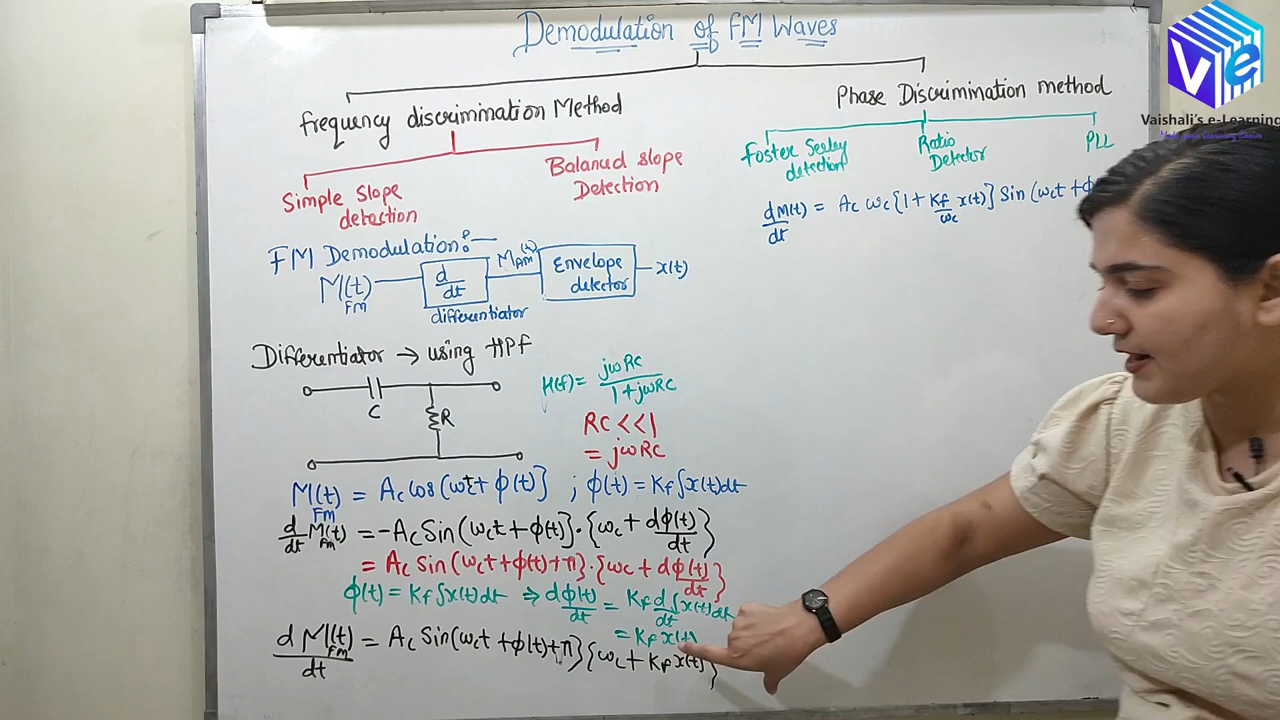 Demodulation of FM Waves
frequency discrimination Method
Phase Discrimination method
Simple Slope detection
Balanced slope Detection
Foster Seeley detection
Ratio Detector
PLL
dM(t)/dt = Ac ωc{1 + Kf/ωc x(t)} Sin (ωct + ϕ
FM Demodulation:-
M(t) FM
d/dt
differentiator
MAM(t)
Envelope detector
x(t)
Differentiator → using HPF
C
R
H(f) = jωRC / 1+jωRC
RC <<1
= jωRC
M(t)FM = Ac cos(ωct + ϕ(t)} ; ϕ(t) = Kf∫x(t)dt
d/dt M(t)FM = -Ac Sin(ωct + ϕ(t)}·{ωc + dϕ(t)/dt}
= Ac Sin(ωct + ϕ(t)+π}·{ωc + dϕ(t)/dt}
ϕ(t) = Kf∫x(t)dt ⇒ dϕ(t)/dt = Kf d/dt ∫x(t)dt
= Kf x(t)
dM(t)FM/dt = Ac Sin(ωct + ϕ(t)+π}{ωc + Kf x(t)}
Ve
Vaishali's e-Learning